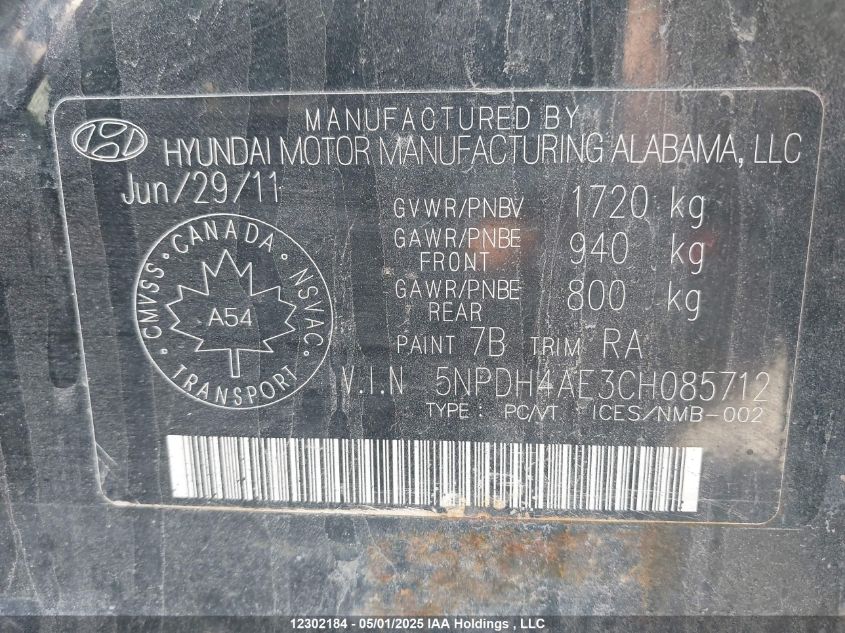 MANUFACTURED BY
HYUNDAI MOTOR MANUFACTURING ALABAMA, LLC
Jun/29/11
GVWR/PNBV 1720 kg
GAWR/PNBE FRONT 940 kg
GAWR/PNBE REAR 800 kg
PAINT 7B TRIM RA
V.I.N 5NPDH4AE3CH085712
TYPE : PC/VT ICES/NMB-002
CANADA
CMVSS
NSVAC
A54
TRANSPORT
12302184 - 05/01/2025 IAA Holdings , LLC